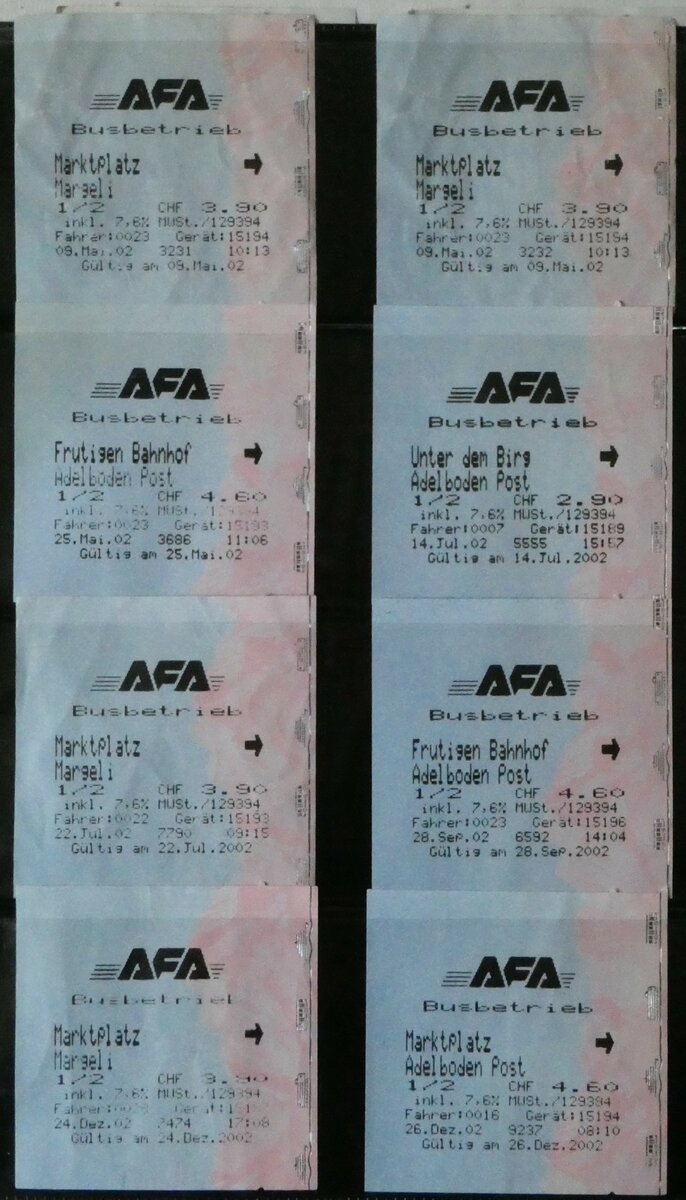 AFA
Busbetrieb
Marktplatz
Margeli
1/2 CHF 3.90
inkl. 7,6% MUSt./129394
Fahrer:0023 Gerät:15194
09.Mai.02 3231 10:13
Gültig am 09.Mai.02
AFA
Busbetrieb
Marktplatz
Margeli
1/2 CHF 3.90
inkl. 7,6% MUSt./129394
Fahrer:0023 Gerät:15194
09.Mai.02 3232 10:13
Gültig am 09.Mai.02
AFA
Busbetrieb
Frutigen Bahnhof
Adelboden Post
1/2 CHF 4.60
inkl. 7,6% MUSt./129394
Fahrer:0023 Gerät:15193
25.Mai.02 3686 11:06
Gültig am 25.Mai.02
AFA
Busbetrieb
Unter dem Birg
Adelboden Post
1/2 CHF 2.90
inkl. 7,6% MUSt./129394
Fahrer:0007 Gerät:15189
14.Jul.02 5555 15:57
Gültig am 14.Jul.2002
AFA
Busbetrieb
Marktplatz
Margeli
1/2 CHF 3.90
inkl. 7,6% MUSt./129394
Fahrer:0022 Gerät:15193
22.Jul.02 7790 09:15
Gültig am 22.Jul.2002
AFA
Busbetrieb
Frutigen Bahnhof
Adelboden Post
1/2 CHF 4.60
inkl. 7,6% MUSt./129394
Fahrer:0023 Gerät:15196
28.Sep.02 6592 14:04
Gültig am 28.Sep.2002
AFA
Busbetrieb
Marktplatz
Margeli
1/2 CHF 3.90
inkl. 7,6% MUSt./129394
24.Dez.02 7474 17:08
Gültig am 24.Dez.2002
AFA
Busbetrieb
Marktplatz
Adelboden Post
1/2 CHF 4.60
inkl. 7,6% MUSt./129394
Fahrer:0016 Gerät:15194
26.Dez.02 9237 08:10
Gültig am 26.Dez.2002